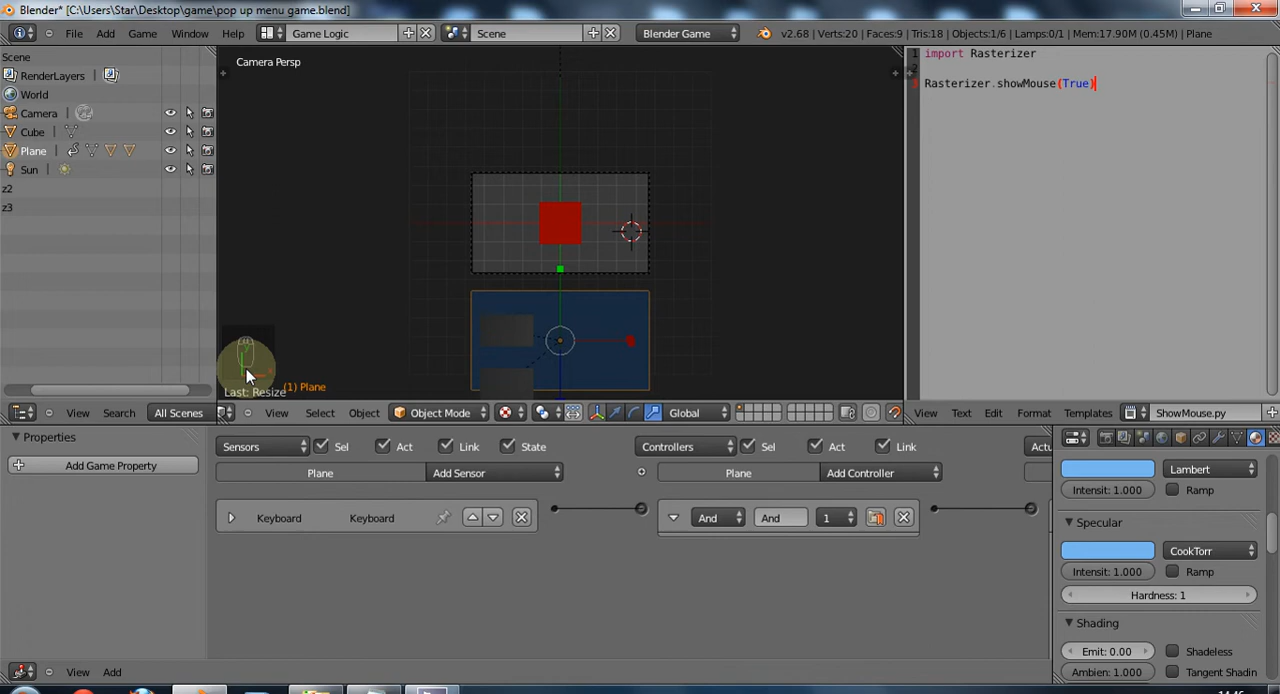 Blender* [C:\Users\Star\Desktop\game\pop up menu game.blend]
File Add Game Window Help Game Logic Scene Blender Game v2.68 | Verts:20 | Faces:9 | Tris:18 | Objects:1/6 | Lamps:0/1 | Mem:17.90M (0.45M) | Plane
Scene
RenderLayers
World
Camera
Cube
Plane
Sun
z2
z3
Camera Persp
Last: Resize
(1) Plane
1 import Rasterizer
2
3 Rasterizer.showMouse(True)
View Search All Scenes
View Select Object Object Mode Global
View Text Edit Format Templates ShowMouse.py
Properties
Add Game Property
Sensors Sel Act Link State
Plane Add Sensor
Keyboard Keyboard
Controllers Sel Act Link
Plane Add Controller
And And 1
Lambert
Intensit: 1.000 Ramp
Specular
CookTorr
Intensit: 1.000 Ramp
Hardness: 1
Shading
Emit: 0.00 Shadeless
Ambien: 1.000 Tangent Shadin
View Add